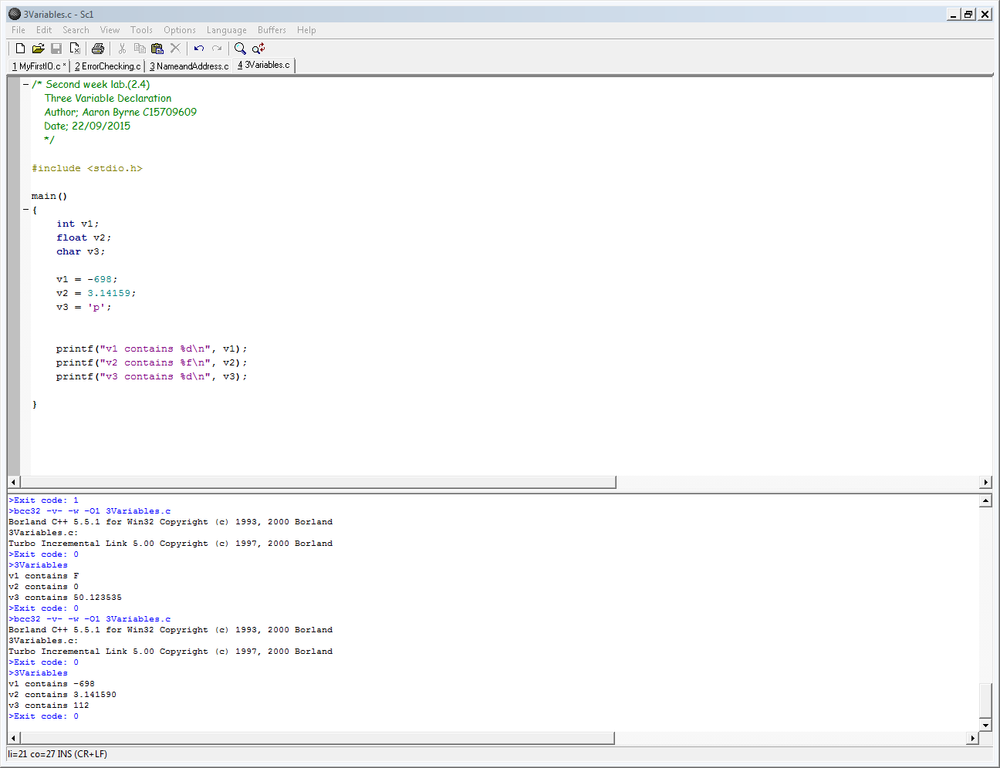 3Variables.c - Sc1
File Edit Search View Tools Options Language Buffers Help
1 MyFirstIO.c * 2 ErrorChecking.c 3 NameandAddress.c 4 3Variables.c
/* Second week lab.(2.4)
Three Variable Declaration
Author; Aaron Byrne C15709609
Date; 22/09/2015
*/
#include <stdio.h>
main()
{
int v1;
float v2;
char v3;
v1 = -698;
v2 = 3.14159;
v3 = 'p';
printf("v1 contains %d\n", v1);
printf("v2 contains %f\n", v2);
printf("v3 contains %d\n", v3);
}
>Exit code: 1
>bcc32 -v- -w -O1 3Variables.c
Borland C++ 5.5.1 for Win32 Copyright (c) 1993, 2000 Borland
3Variables.c:
Turbo Incremental Link 5.00 Copyright (c) 1997, 2000 Borland
>Exit code: 0
>3Variables
v1 contains F
v2 contains 0
v3 contains 50.123535
>Exit code: 0
>bcc32 -v- -w -O1 3Variables.c
Borland C++ 5.5.1 for Win32 Copyright (c) 1993, 2000 Borland
3Variables.c:
Turbo Incremental Link 5.00 Copyright (c) 1997, 2000 Borland
>Exit code: 0
>3Variables
v1 contains -698
v2 contains 3.141590
v3 contains 112
>Exit code: 0
li=21 co=27 INS (CR+LF)